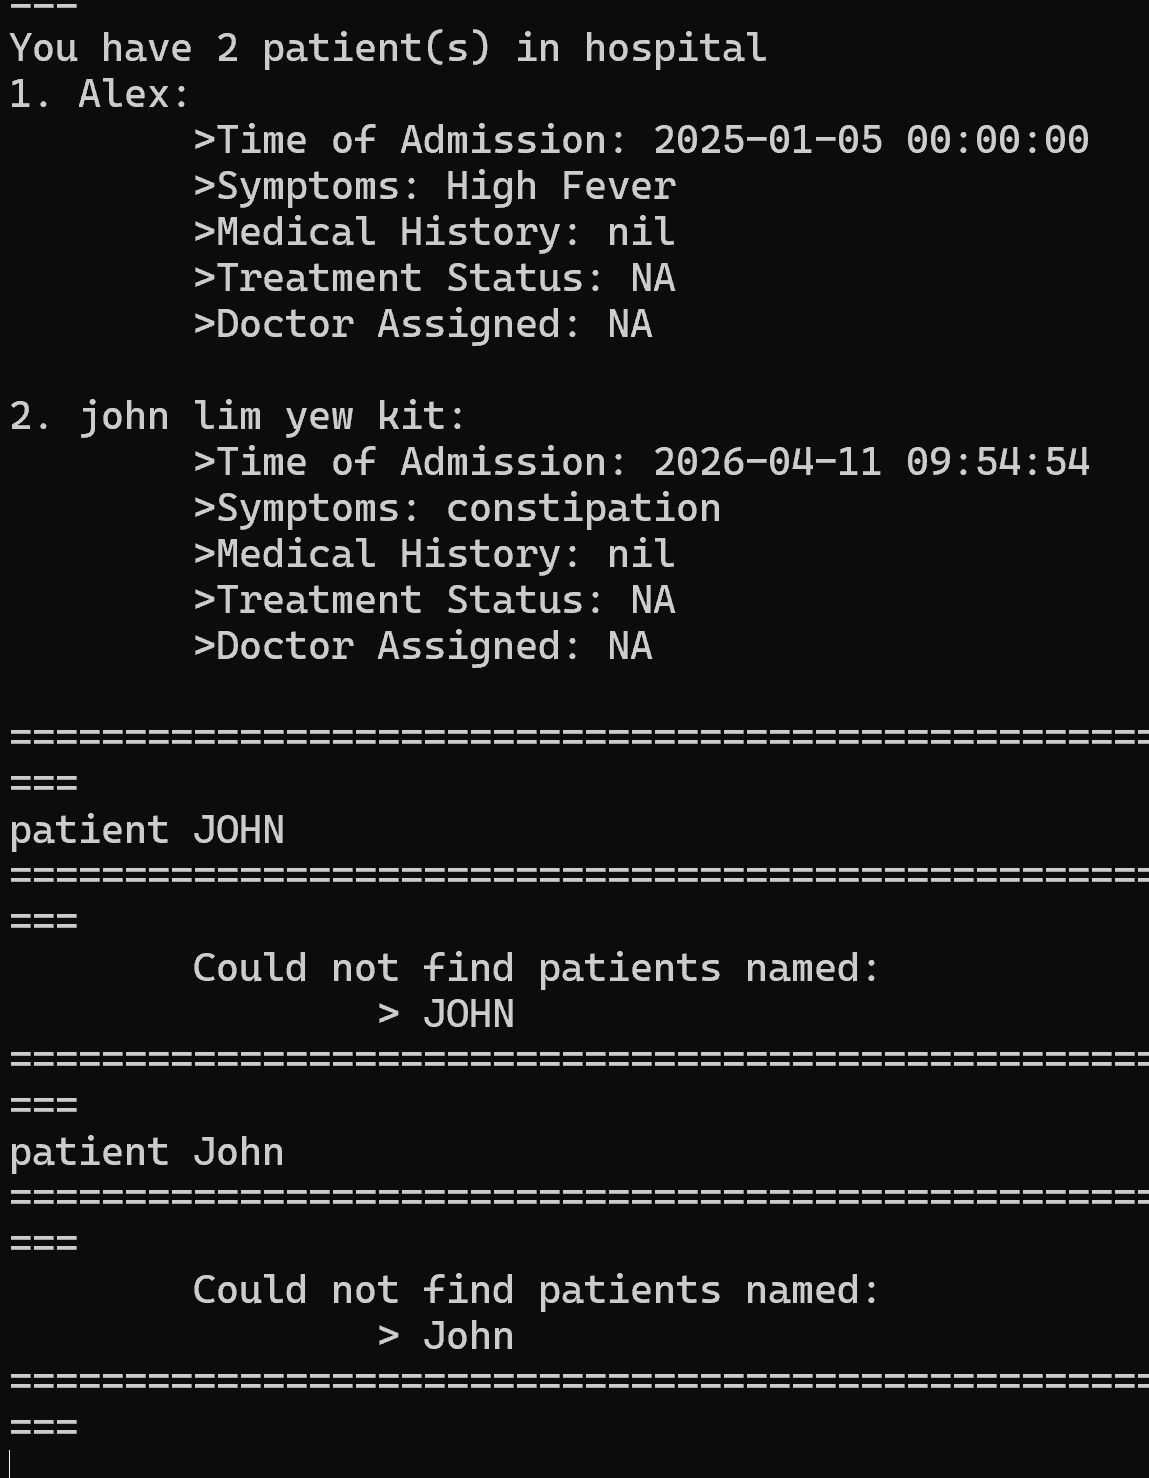 ===
You have 2 patient(s) in hospital
1. Alex:
>Time of Admission: 2025-01-05 00:00:00
>Symptoms: High Fever
>Medical History: nil
>Treatment Status: NA
>Doctor Assigned: NA
2. john lim yew kit:
>Time of Admission: 2026-04-11 09:54:54
>Symptoms: constipation
>Medical History: nil
>Treatment Status: NA
>Doctor Assigned: NA
==================================================
===
patient JOHN
==================================================
===
Could not find patients named:
> JOHN
==================================================
===
patient John
==================================================
===
Could not find patients named:
> John
==================================================
===